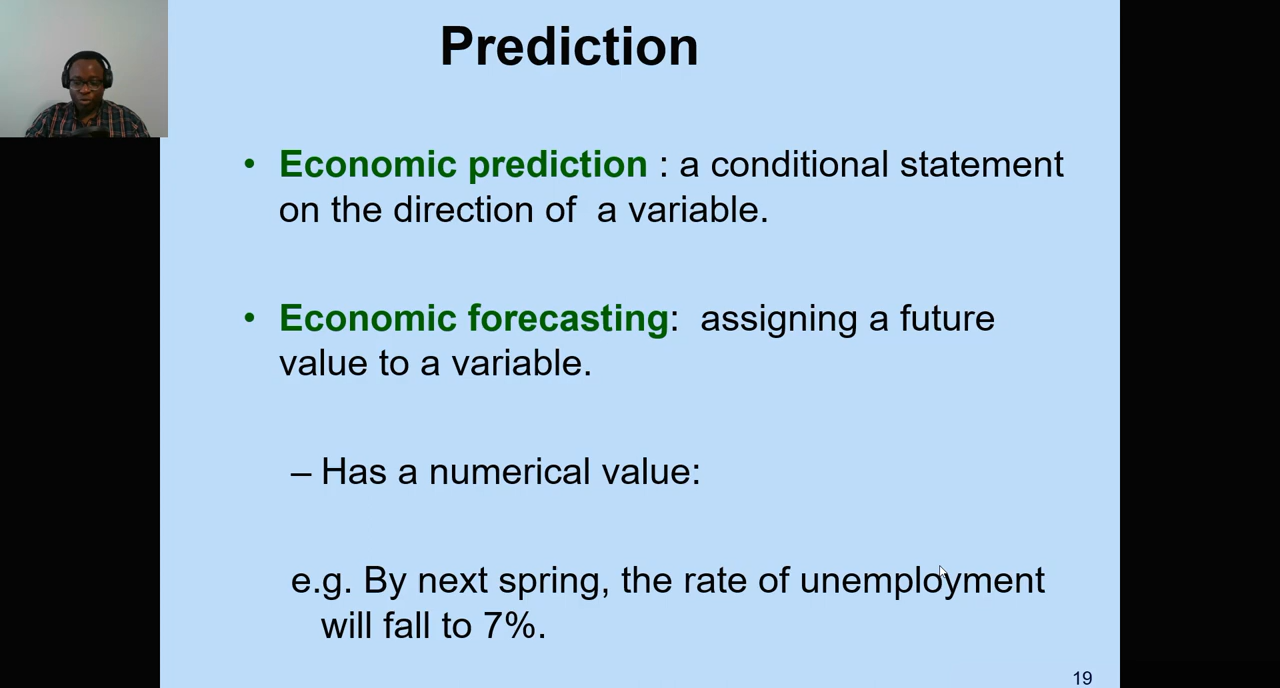 Prediction
• Economic prediction : a conditional statement
on the direction of  a variable.
• Economic forecasting:  assigning a future
value to a variable.
– Has a numerical value:
e.g. By next spring, the rate of unemployment
will fall to 7%.
19